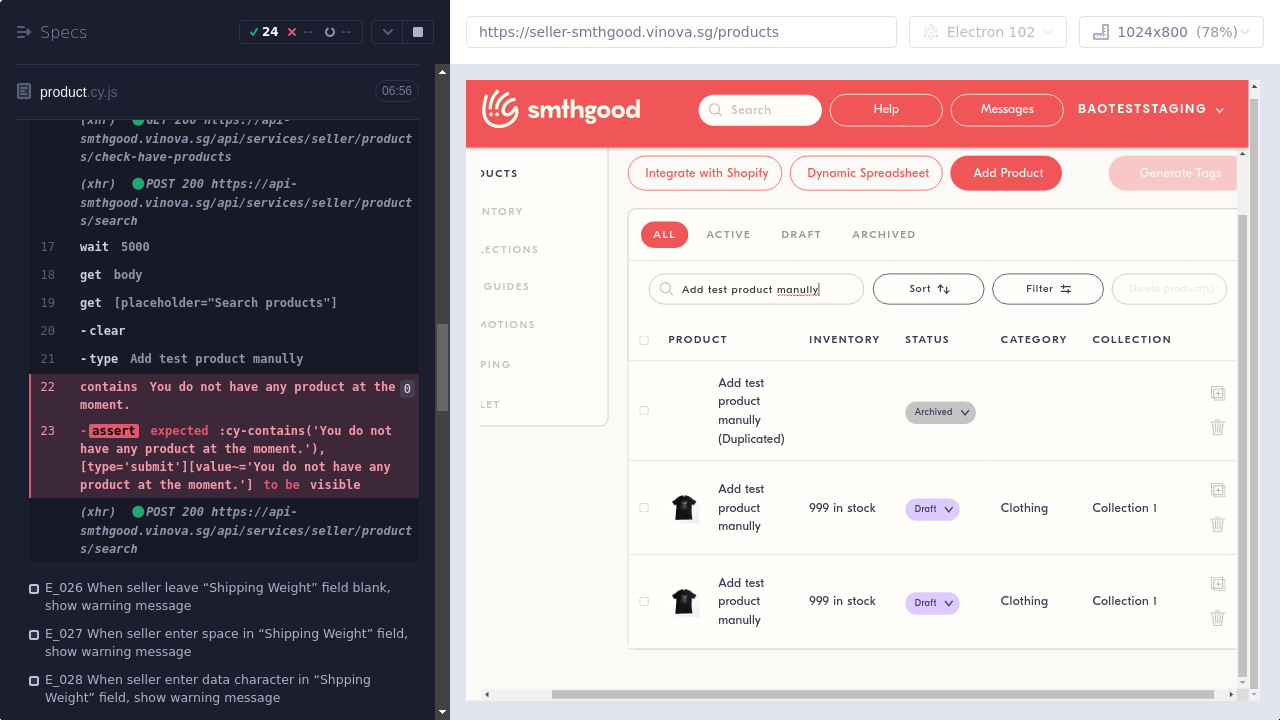 Specs
24
--
--
product.cy.js
06:56
(xhr) GET 200 https://api-
smthgood.vinova.sg/api/services/seller/product
s/check-have-products
(xhr) POST 200 https://api-
smthgood.vinova.sg/api/services/seller/product
s/search
17 wait 5000
18 get body
19 get [placeholder="Search products"]
20 -clear
21 -type Add test product manully
22 contains You do not have any product at the 0
moment.
23 -assert expected :cy-contains('You do not
have any product at the moment.'),
[type='submit'][value~='You do not have any
product at the moment.'] to be visible
(xhr) POST 200 https://api-
smthgood.vinova.sg/api/services/seller/product
s/search
E_026 When seller leave “Shipping Weight” field blank,
show warning message
E_027 When seller enter space in “Shipping Weight” field,
show warning message
E_028 When seller enter data character in “Shpping
Weight” field, show warning message
https://seller-smthgood.vinova.sg/products
Electron 102
1024x800 (78%)
smthgood
Search
Help
Messages
BAOTESTSTAGING
DUCTS
NTORY
LECTIONS
GUIDES
MOTIONS
PING
LET
Integrate with Shopify
Dynamic Spreadsheet
Add Product
Generate Tags
ALL ACTIVE DRAFT ARCHIVED
Add test product manully
Sort
Filter
Delete product(s)
PRODUCT INVENTORY STATUS CATEGORY COLLECTION
Add test
product
manully
(Duplicated)
Archived
Add test
product
manully
999 in stock
Draft
Clothing
Collection 1
Add test
product
manully
999 in stock
Draft
Clothing
Collection 1